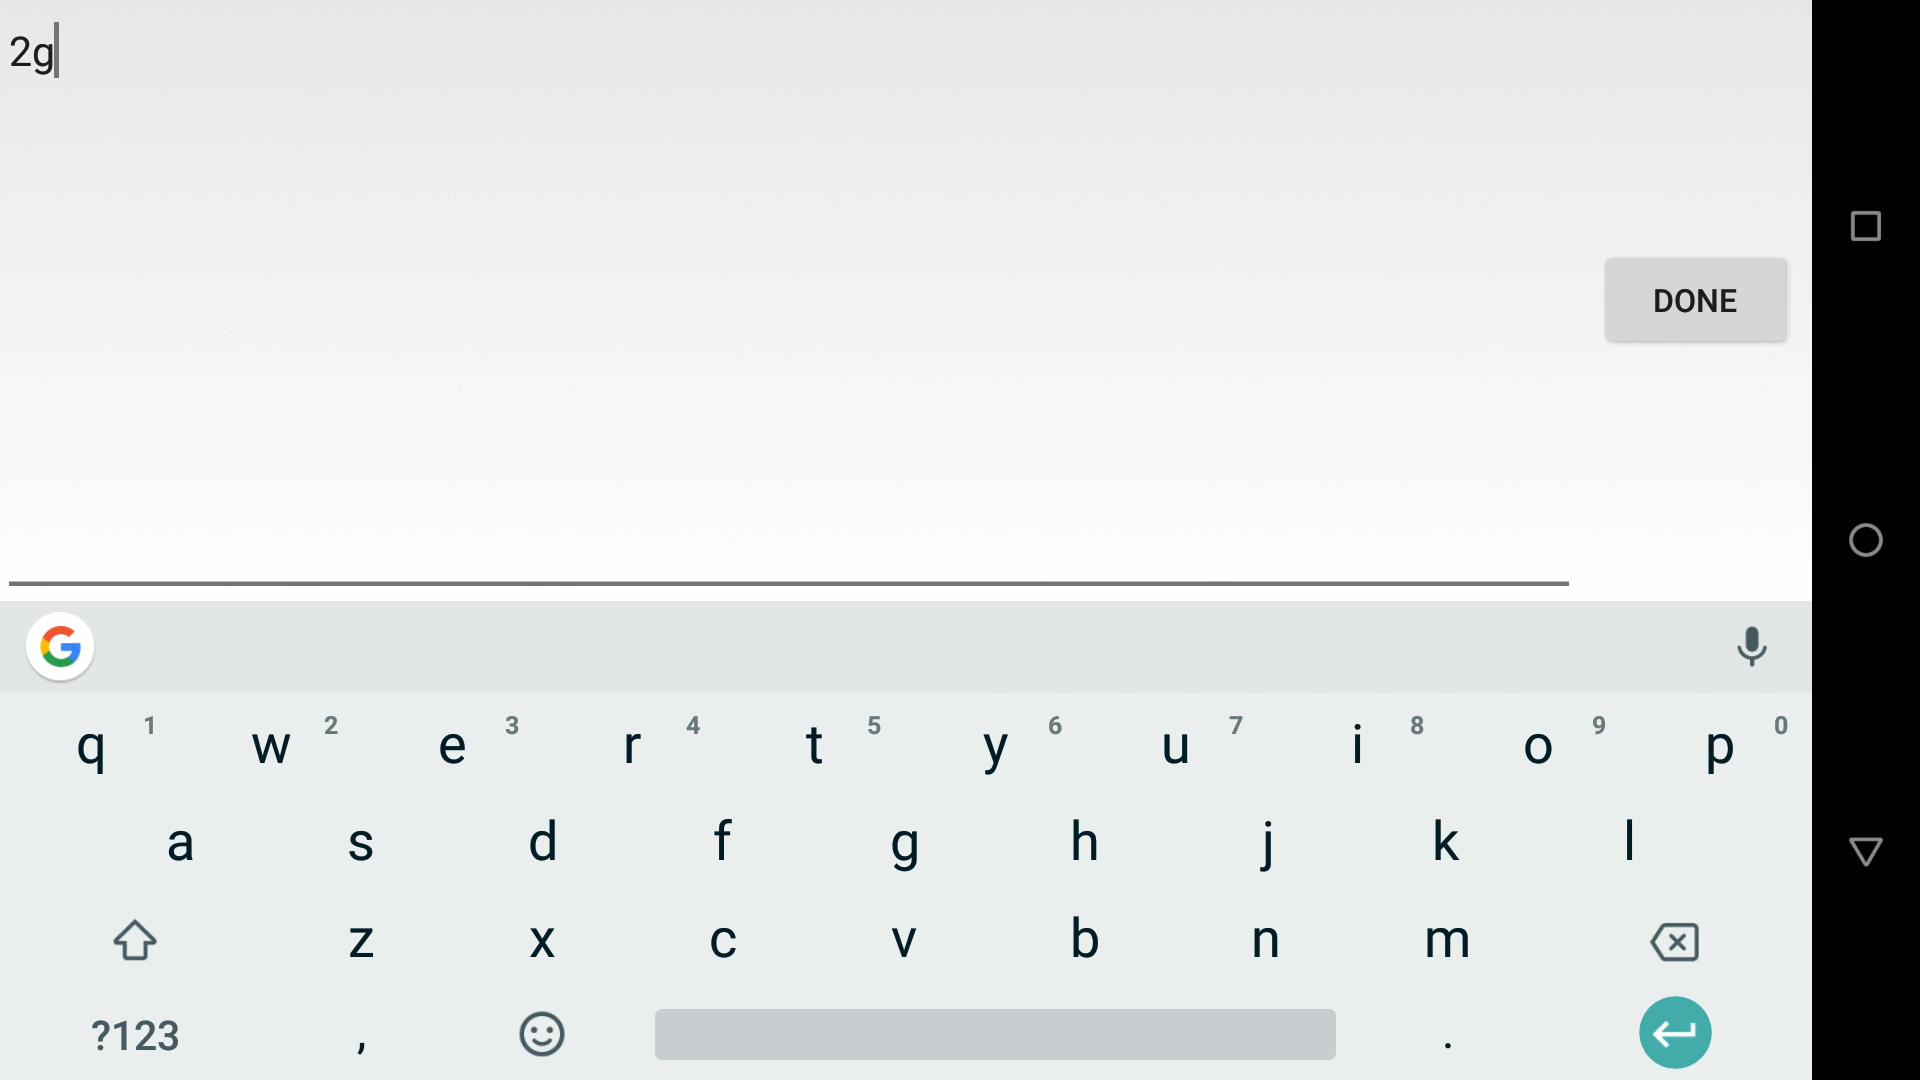 2g
DONE
q 1 w 2 e 3 r 4 t 5 y 6 u 7 i 8 o 9 p 0
a s d f g h j k l
z x c v b n m
?123 , .